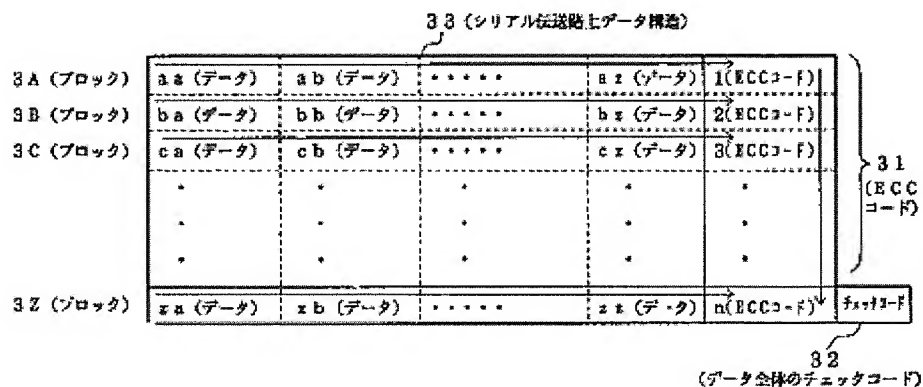 33 (シリアル伝送路上データ構造)
3A (ブロック) aa (データ) ab (データ) ・・・・・ az (データ) 1(ECCコード)
3B (ブロック) ba (データ) bb (データ) ・・・・・ bz (データ) 2(ECCコード)
3C (ブロック) ca (データ) cb (データ) ・・・・・ cz (データ) 3(ECCコード)
31
(ECC
コード)
3Z (ブロック) za (データ) zb (データ) ・・・・・ zz (データ) n(ECCコード) チェックコード
32
(データ全体のチェックコード)